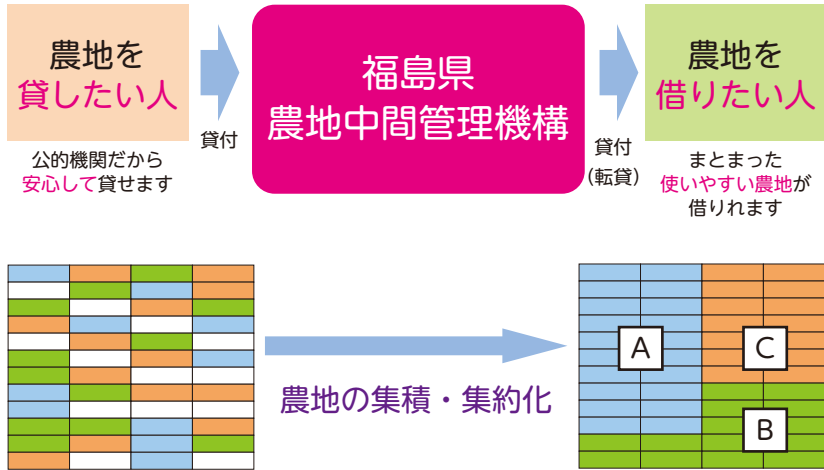 農地を
貸したい人
公的機関だから
安心して貸せます
貸付
福島県
農地中間管理機構
貸付
(転貸)
農地を
借りたい人
まとまった
使いやすい農地が
借りれます
農地の集積・集約化
A
C
B